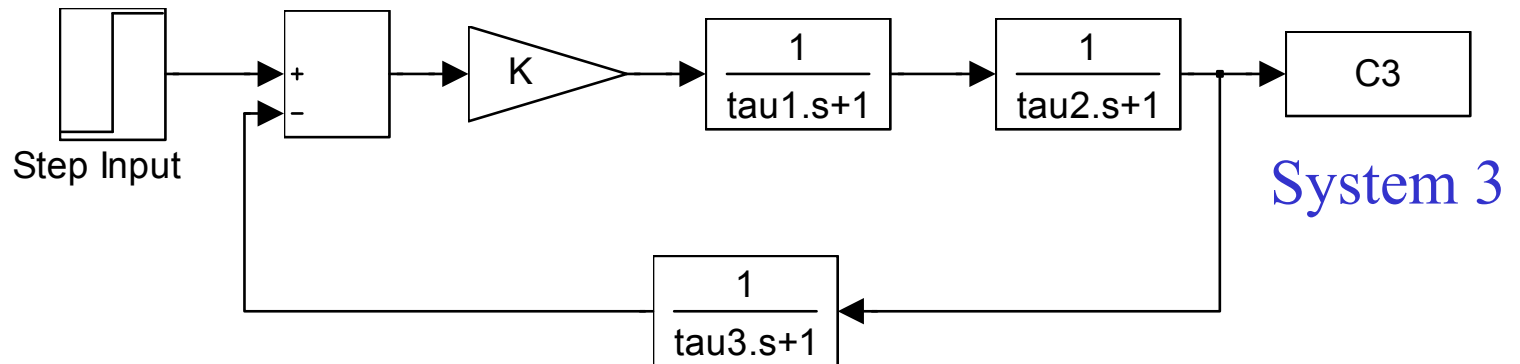 +
−
K
1
tau1.s+1
1
tau2.s+1
C3
Step Input
System 3
1
tau3.s+1